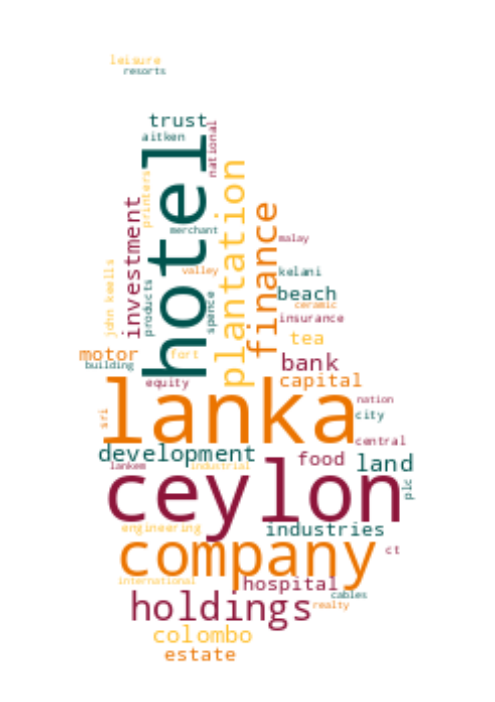 leisure
resorts
trust
aitken
national
hotel
printers
plantation
investment
finance
merchant
malay
valley
kelani
john keells
products
spence
beach
ceramic
insurance
tea
motor
building
fort
bank
equity
capital
lanka
nation
sri
city
central
development
food
land
lankem
industrial
ceylon
plc
engineering
industries
company
ct
international
hospital
cables
holdings
realty
colombo
estate